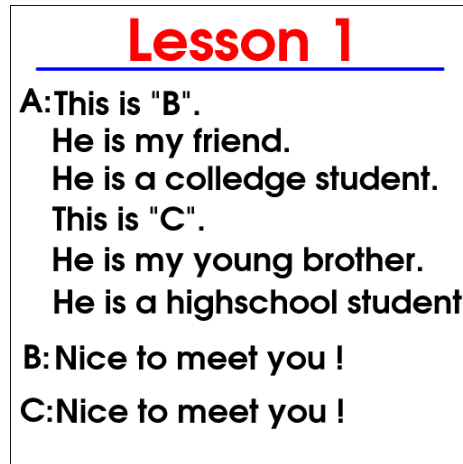 Lesson 1
A:This is "B".
He is my friend.
He is a colledge student.
This is "C".
He is my young brother.
He is a highschool student
B:Nice to meet you !
C:Nice to meet you !